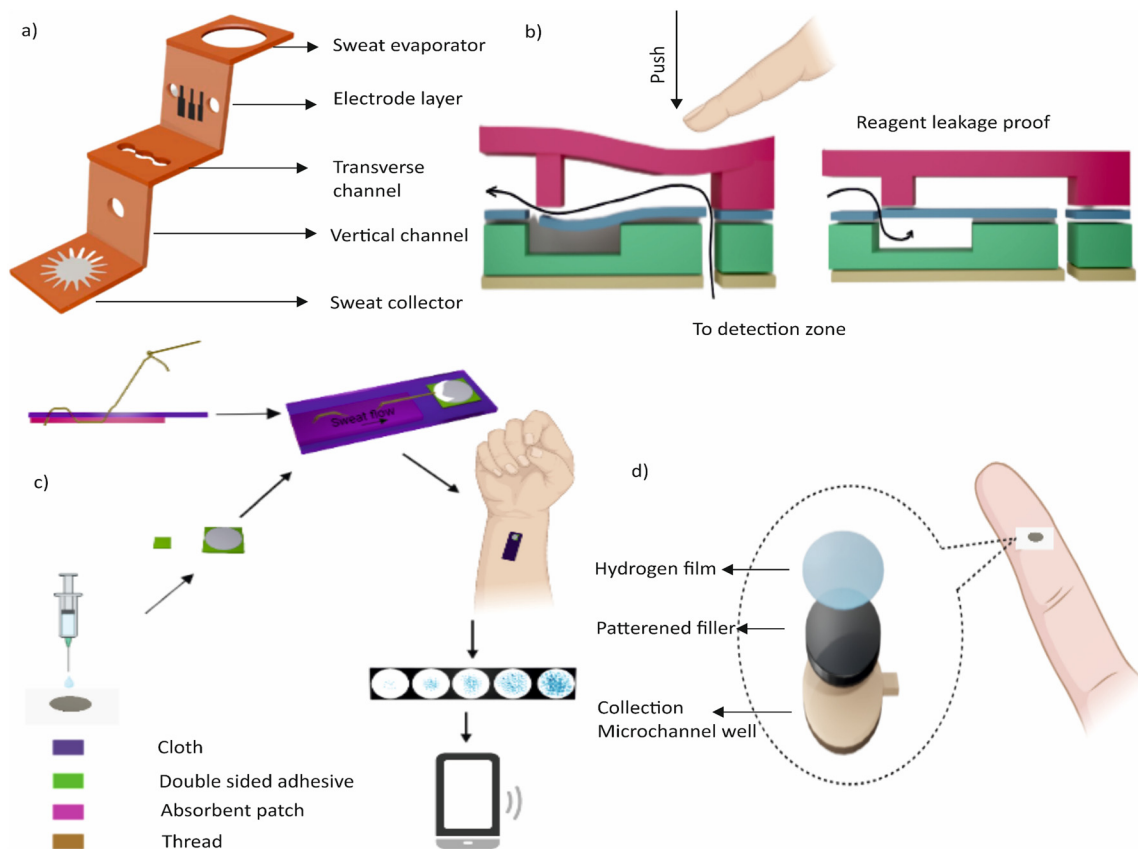 a)
Sweat evaporator
Electrode layer
Transverse
channel
Vertical channel
Sweat collector
b)
Push
Reagent leakage proof
To detection zone
c)
Sweat flow
Cloth
Double sided adhesive
Absorbent patch
Thread
d)
Hydrogen film
Patterened filler
Collection
Microchannel well